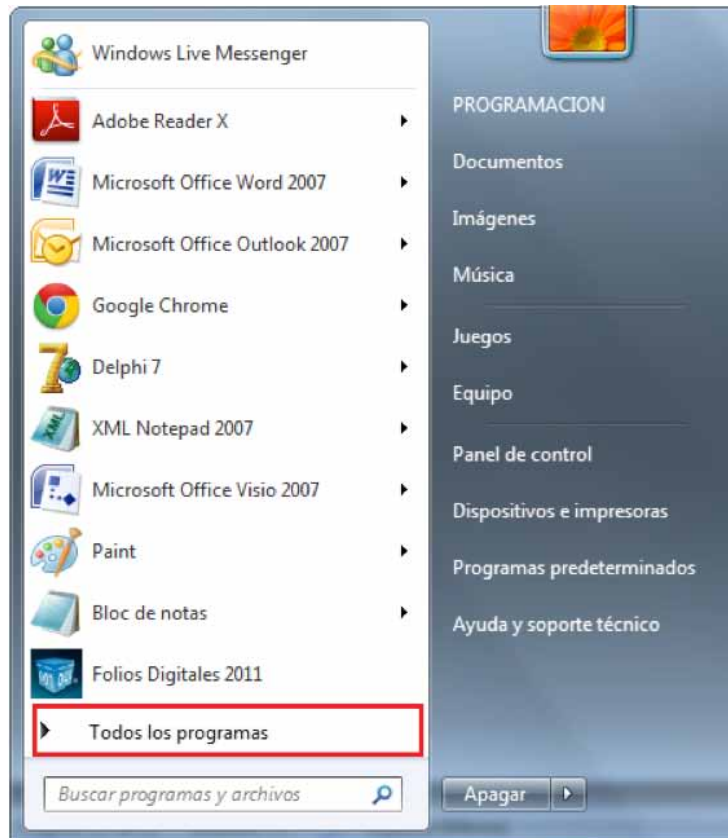 Windows Live Messenger
Adobe Reader X
Microsoft Office Word 2007
Microsoft Office Outlook 2007
Google Chrome
Delphi 7
XML Notepad 2007
Microsoft Office Visio 2007
Paint
Bloc de notas
Folios Digitales 2011
Todos los programas
Buscar programas y archivos
PROGRAMACION
Documentos
Imágenes
Música
Juegos
Equipo
Panel de control
Dispositivos e impresoras
Programas predeterminados
Ayuda y soporte técnico
Apagar